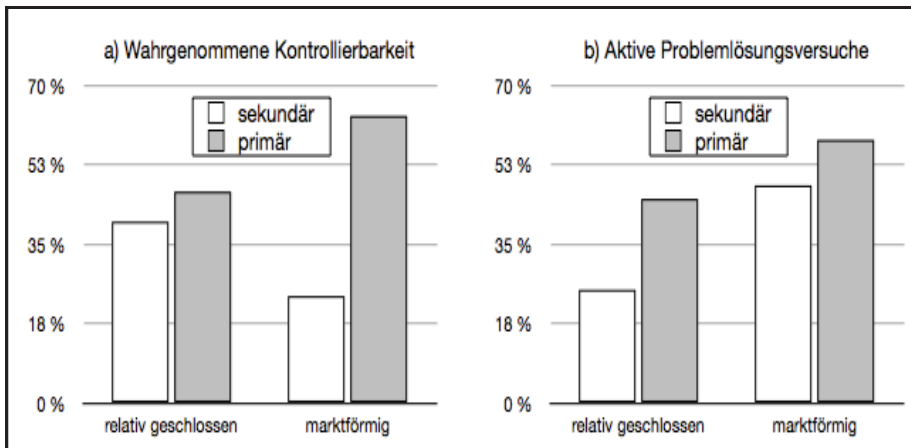 a) Wahrgenommene Kontrollierbarkeit
70 %
53 %
35 %
18 %
0 %
sekundär
primär
relativ geschlossen
marktförmig
b) Aktive Problemlösungsversuche
70 %
53 %
35 %
18 %
0 %
sekundär
primär
relativ geschlossen
marktförmig